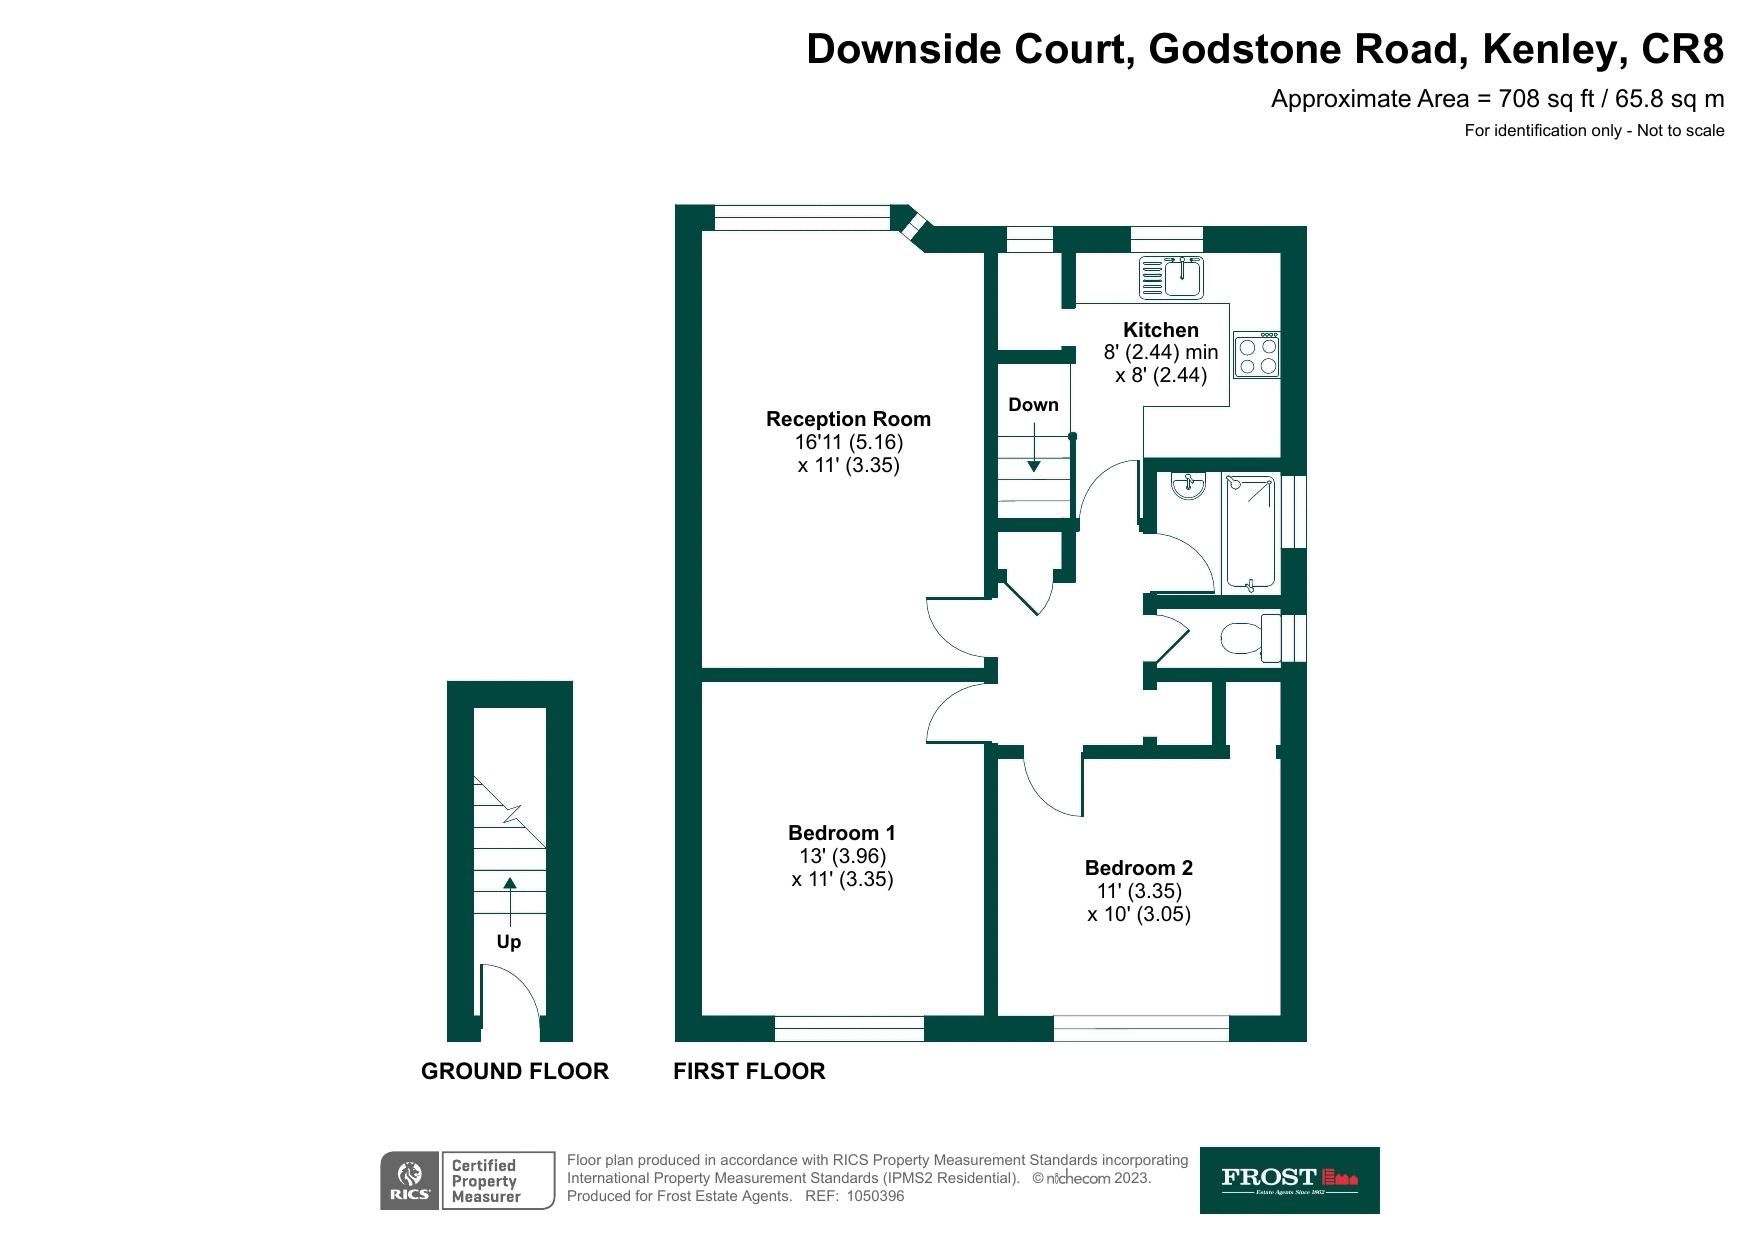 Downside Court, Godstone Road, Kenley, CR8
Approximate Area = 708 sq ft / 65.8 sq m
For identification only - Not to scale
Kitchen
8' (2.44) min
x 8' (2.44)
Down
Reception Room
16'11 (5.16)
x 11' (3.35)
Bedroom 1
13' (3.96)
x 11' (3.35)
Bedroom 2
11' (3.35)
x 10' (3.05)
Up
GROUND FLOOR
FIRST FLOOR
RICS
Certified
Property
Measurer
Floor plan produced in accordance with RICS Property Measurement Standards incorporating
International Property Measurement Standards (IPMS2 Residential). © nichecom 2023.
Produced for Frost Estate Agents. REF: 1050396
FROST
Estate Agents Since 1862